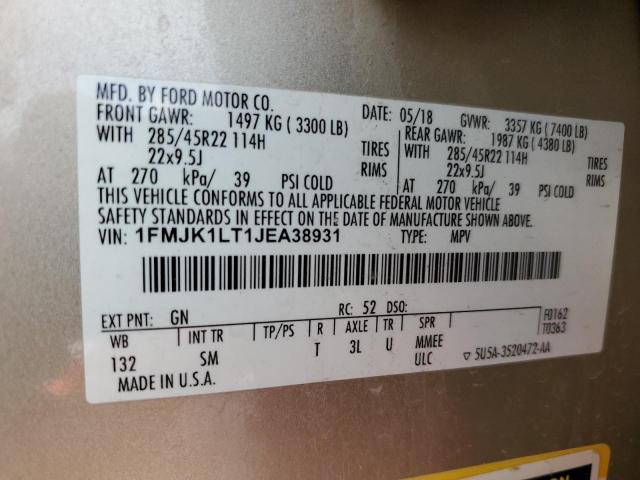 MFD. BY FORD MOTOR CO.
DATE: 05/18 GVWR: 3357 KG ( 7400 LB)
FRONT GAWR: 1497 KG ( 3300 LB)
WITH 285/45R22 114H TIRES
22x9.5J RIMS
AT 270 kPa/ 39 PSI COLD
REAR GAWR: 1987 KG ( 4380 LB)
WITH 285/45R22 114H TIRES
22x9.5J RIMS
AT 270 kPa/ 39 PSI COLD
THIS VEHICLE CONFORMS TO ALL APPLICABLE FEDERAL MOTOR VEHICLE
SAFETY STANDARDS IN EFFECT ON THE DATE OF MANUFACTURE SHOWN ABOVE.
VIN: 1FMJK1LT1JEA38931 TYPE: MPV
EXT PNT: GN RC: 52 DSO: F0162
T0363
WB INT TR TP/PS R AXLE TR SPR
132 SM T 3L U MMEE
ULC ▽ 5U5A-3520472-AA
MADE IN U.S.A.